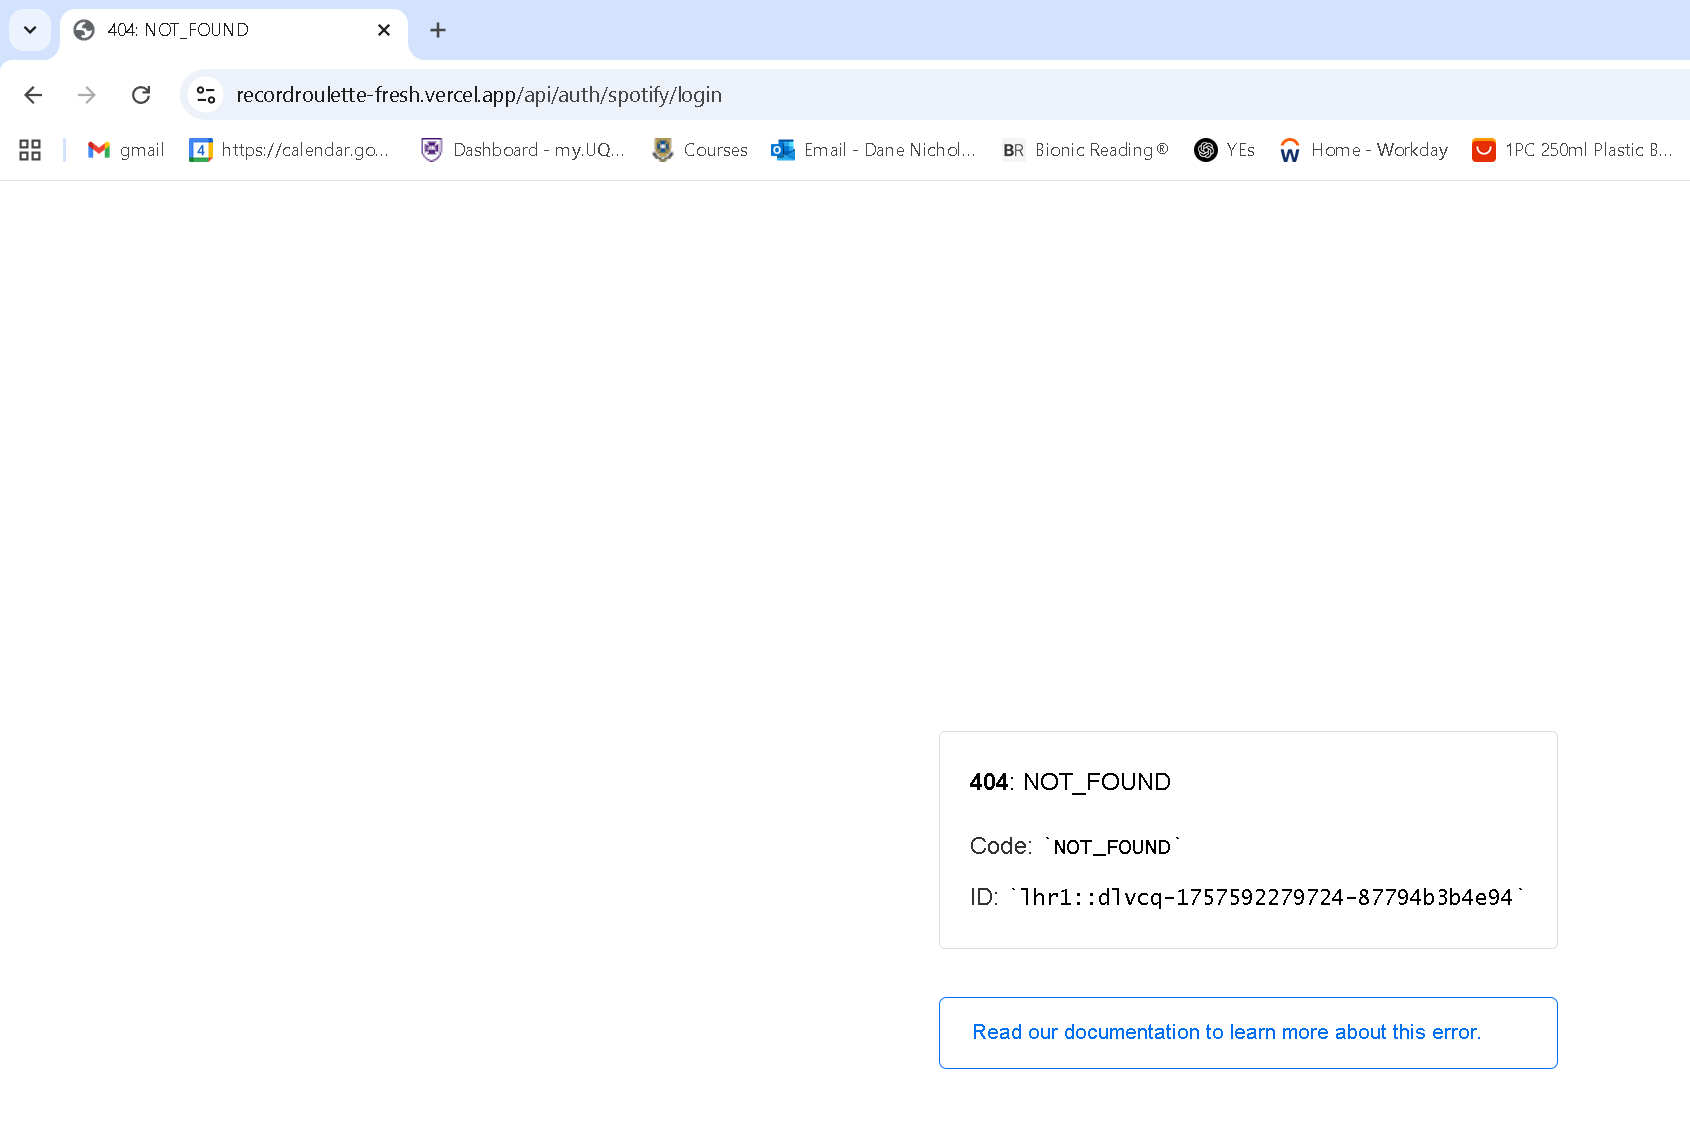 404: NOT_FOUND
recordroulette-fresh.vercel.app/api/auth/spotify/login
gmail
4 https://calendar.go...
Dashboard - my.UQ...
Courses
Email - Dane Nichol...
BR Bionic Reading®
YEs
Home - Workday
1PC 250ml Plastic B...
404: NOT_FOUND
Code: `NOT_FOUND`
ID: `lhr1::dlvcq-1757592279724-87794b3b4e94`
Read our documentation to learn more about this error.